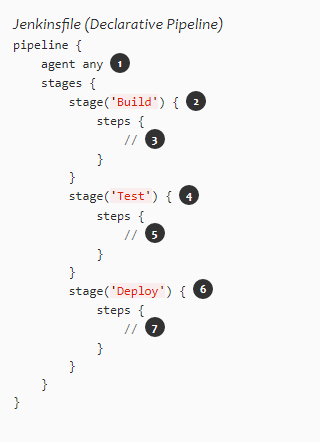 Jenkinsfile (Declarative Pipeline)
pipeline {
    agent any 1
    stages {
        stage('Build') { 2
            steps {
                // 3
            }
        }
        stage('Test') { 4
            steps {
                // 5
            }
        }
        stage('Deploy') { 6
            steps {
                // 7
            }
        }
    }
}